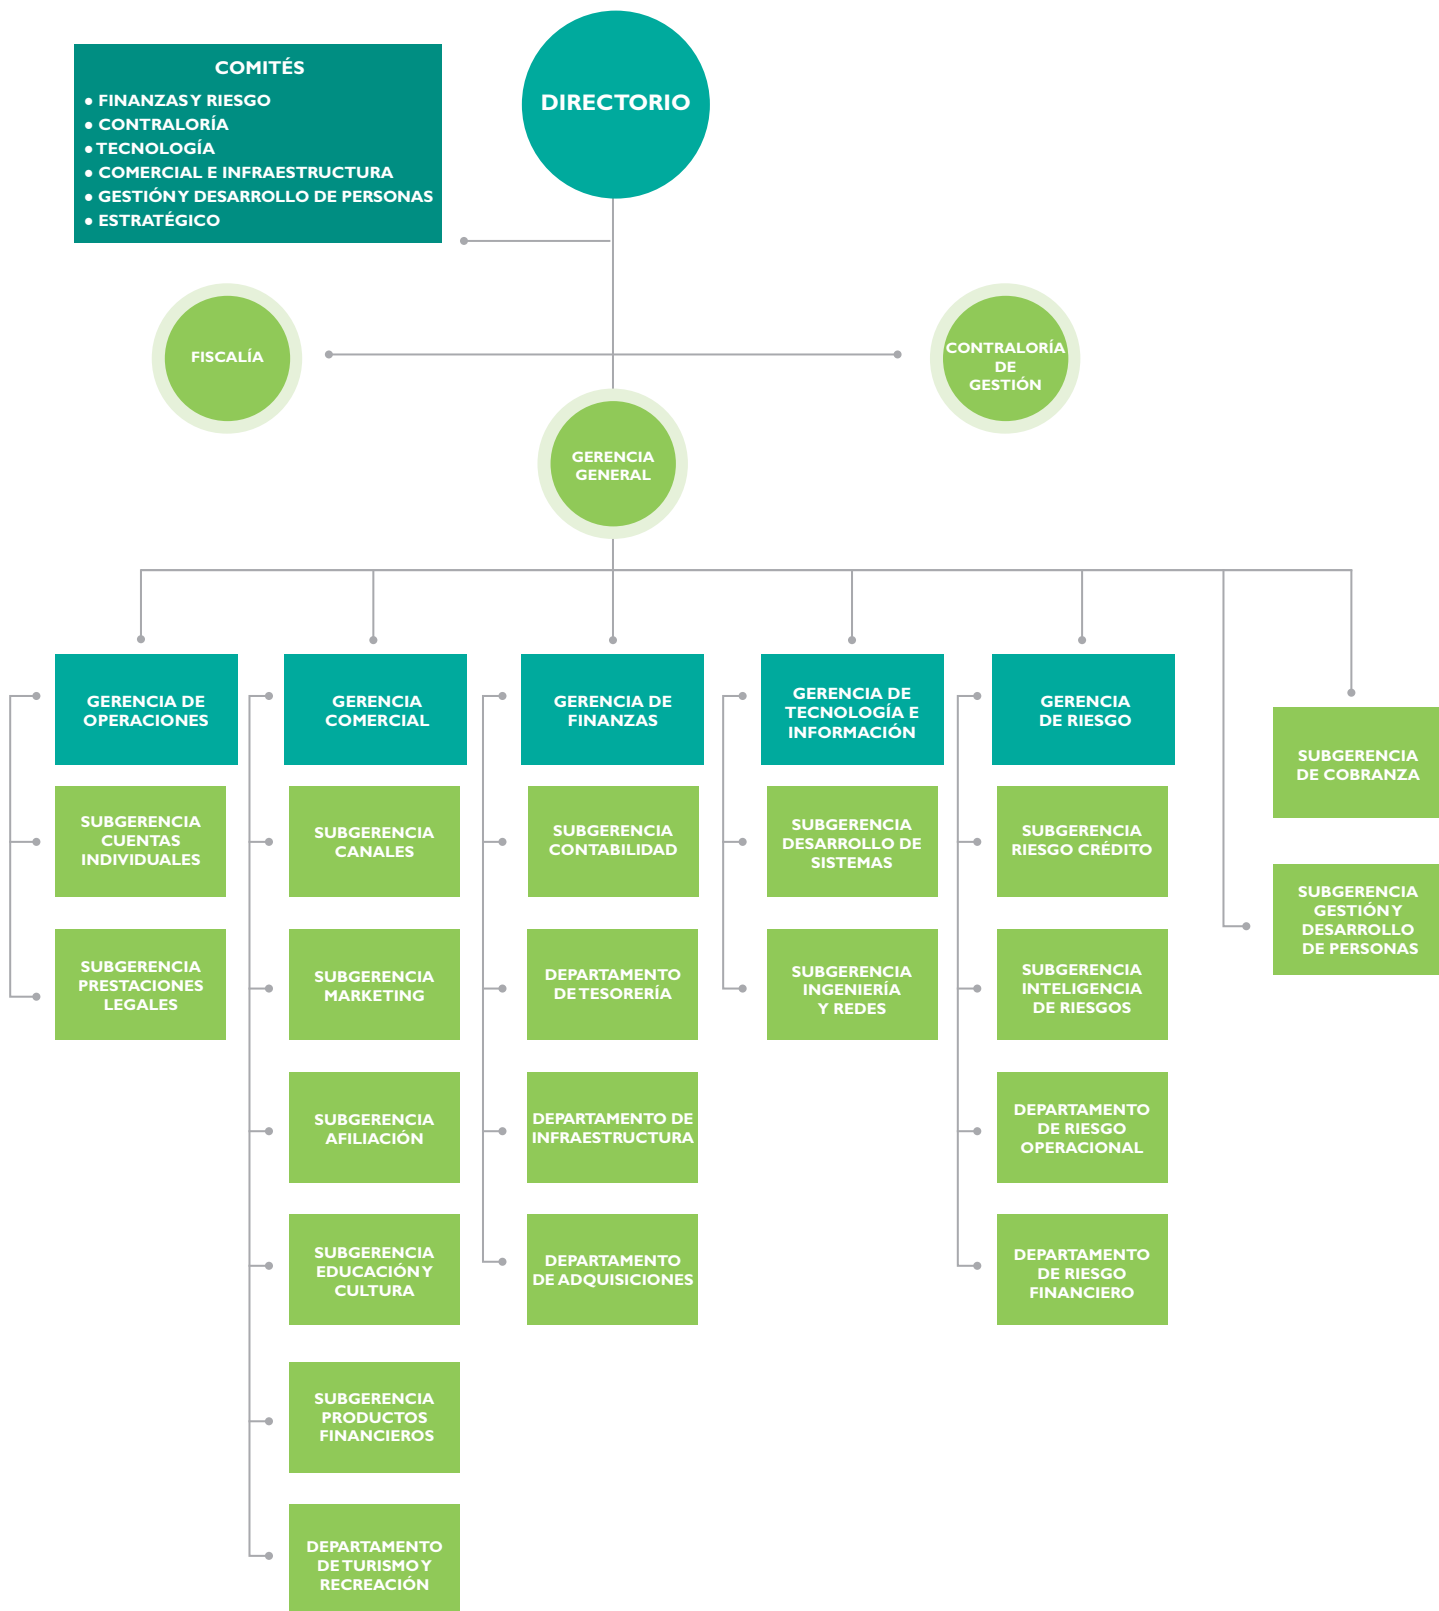 COMITÉS
● FINANZAS Y RIESGO
● CONTRALORÍA
● TECNOLOGÍA
● COMERCIAL E INFRAESTRUCTURA
● GESTIÓN Y DESARROLLO DE PERSONAS
● ESTRATÉGICO
DIRECTORIO
FISCALÍA
CONTRALORÍA
DE
GESTIÓN
GERENCIA
GENERAL
GERENCIA DE
OPERACIONES
SUBGERENCIA
CUENTAS
INDIVIDUALES
SUBGERENCIA
PRESTACIONES
LEGALES
GERENCIA
COMERCIAL
SUBGERENCIA
CANALES
SUBGERENCIA
MARKETING
SUBGERENCIA
AFILIACIÓN
SUBGERENCIA
EDUCACIÓN Y
CULTURA
SUBGERENCIA
PRODUCTOS
FINANCIEROS
DEPARTAMENTO
DE TURISMO Y
RECREACIÓN
GERENCIA DE
FINANZAS
SUBGERENCIA
CONTABILIDAD
DEPARTAMENTO
DE TESORERÍA
DEPARTAMENTO DE
INFRAESTRUCTURA
DEPARTAMENTO
DE ADQUISICIONES
GERENCIA DE
TECNOLOGÍA E
INFORMACIÓN
SUBGERENCIA
DESARROLLO DE
SISTEMAS
SUBGERENCIA
INGENIERÍA
Y REDES
GERENCIA
DE RIESGO
SUBGERENCIA
RIESGO CRÉDITO
SUBGERENCIA
INTELIGENCIA
DE RIESGOS
DEPARTAMENTO
DE RIESGO
OPERACIONAL
DEPARTAMENTO
DE RIESGO
FINANCIERO
SUBGERENCIA
DE COBRANZA
SUBGERENCIA
GESTIÓN Y
DESARROLLO
DE PERSONAS